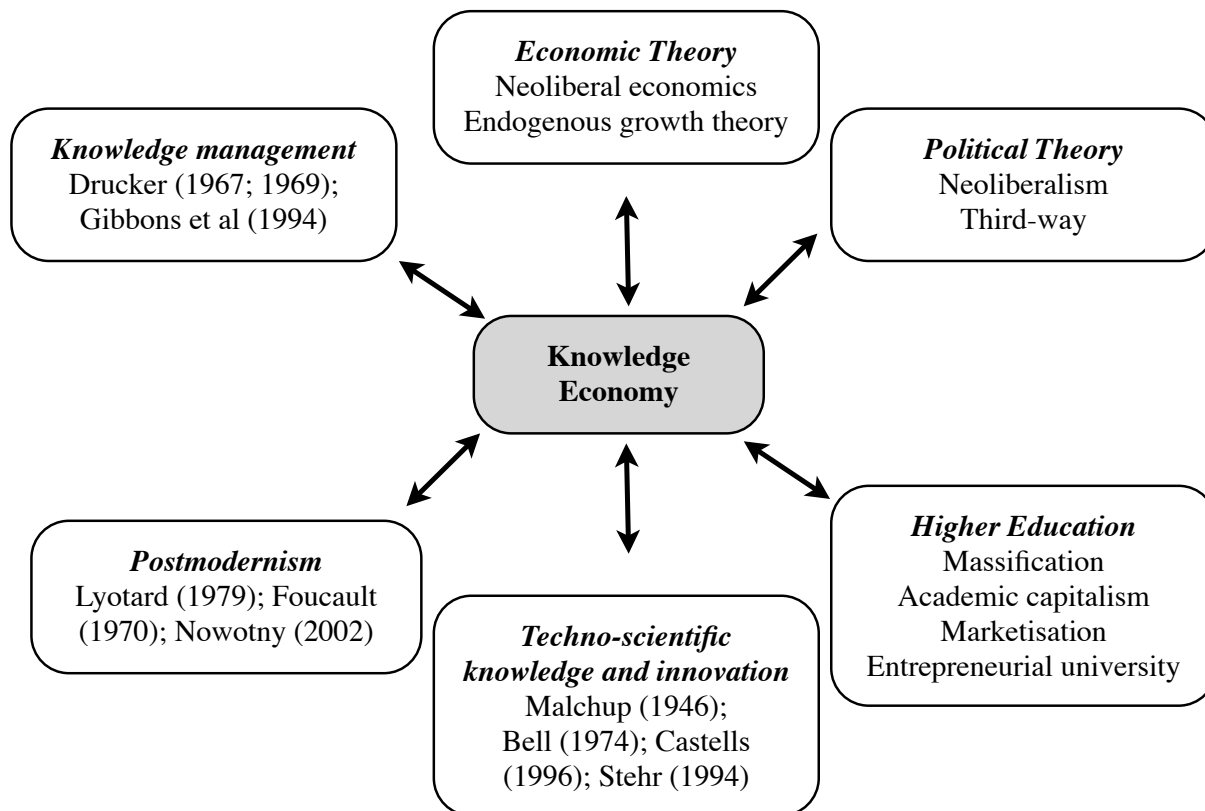 Economic Theory
Neoliberal economics
Endogenous growth theory
Knowledge management
Drucker (1967; 1969);
Gibbons et al (1994)
Political Theory
Neoliberalism
Third-way
Knowledge
Economy
Postmodernism
Lyotard (1979); Foucault
(1970); Nowotny (2002)
Techno-scientific
knowledge and innovation
Malchup (1946);
Bell (1974); Castells
(1996); Stehr (1994)
Higher Education
Massification
Academic capitalism
Marketisation
Entrepreneurial university